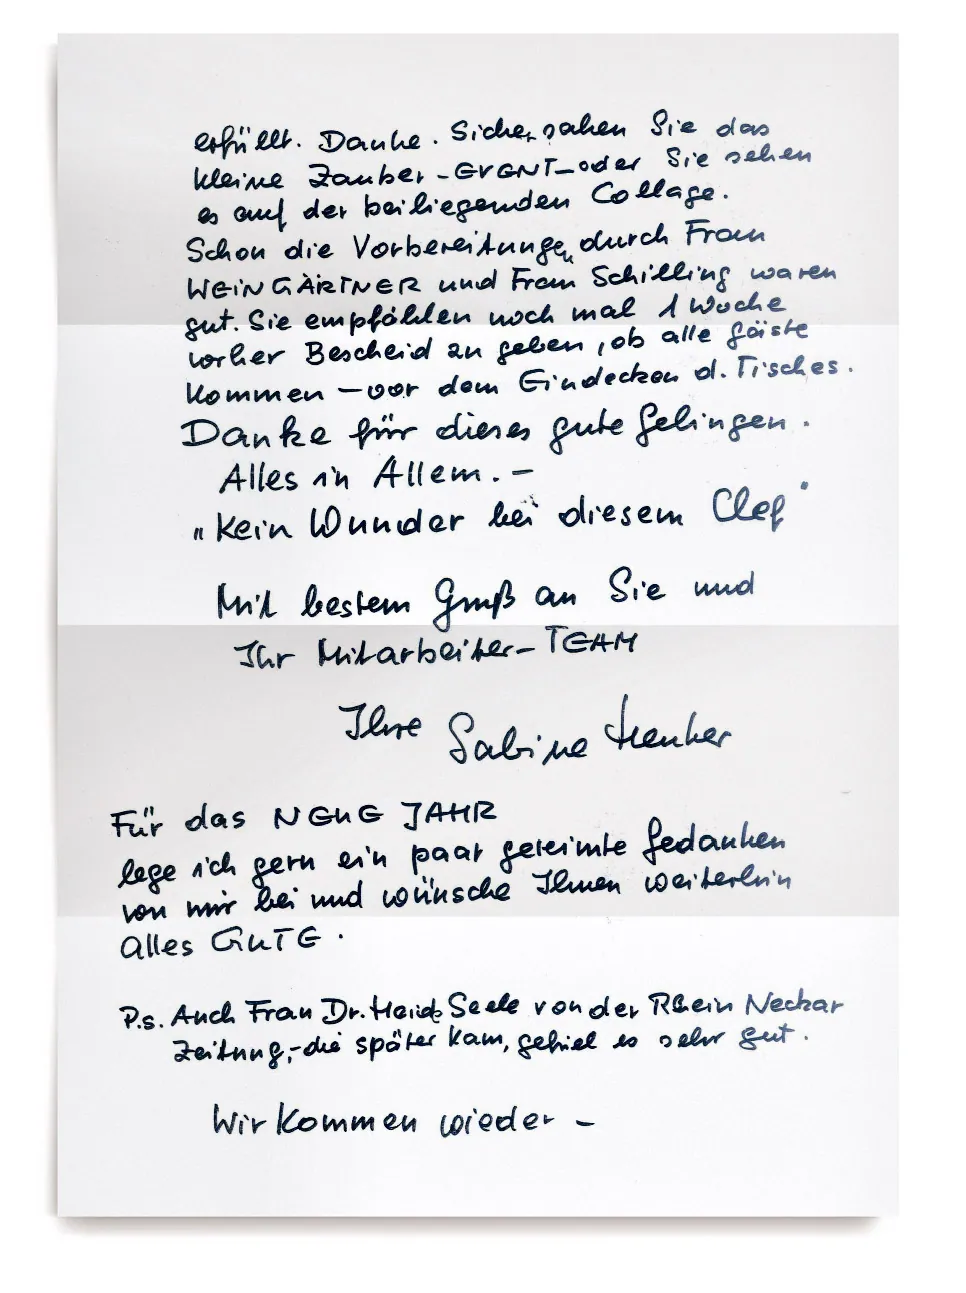 erfüllt. Danke. Sicher sahen Sie das
kleine Zauber-EVENT-oder Sie sehen
es auf der beiliegenden Collage.
Schon die Vorbereitungen durch Frau
WEINGÄRTNER und Frau Schilling waren
gut. Sie empfohlen noch mal 1 Woche
vorher Bescheid zu geben, ob alle Gäste
kommen – vor dem Eindecken d. Tisches.
Danke für dieses gute Gelingen.
Alles in Allem. –
„Kein Wunder bei diesem Chef"
Mit bestem Gruß an Sie und
Ihr Mitarbeiter-TEAM
Ihre Sabine
Für das NEUE JAHR
lege ich gern ein paar gereimte Gedanken
von mir bei und wünsche Ihnen weiterhin
alles GUTE.
P.s. Auch Frau Dr. Heide Seele von der Rhein Neckar
Zeitung,-die später kam, gefiel es sehr gut.
Wir kommen wieder –